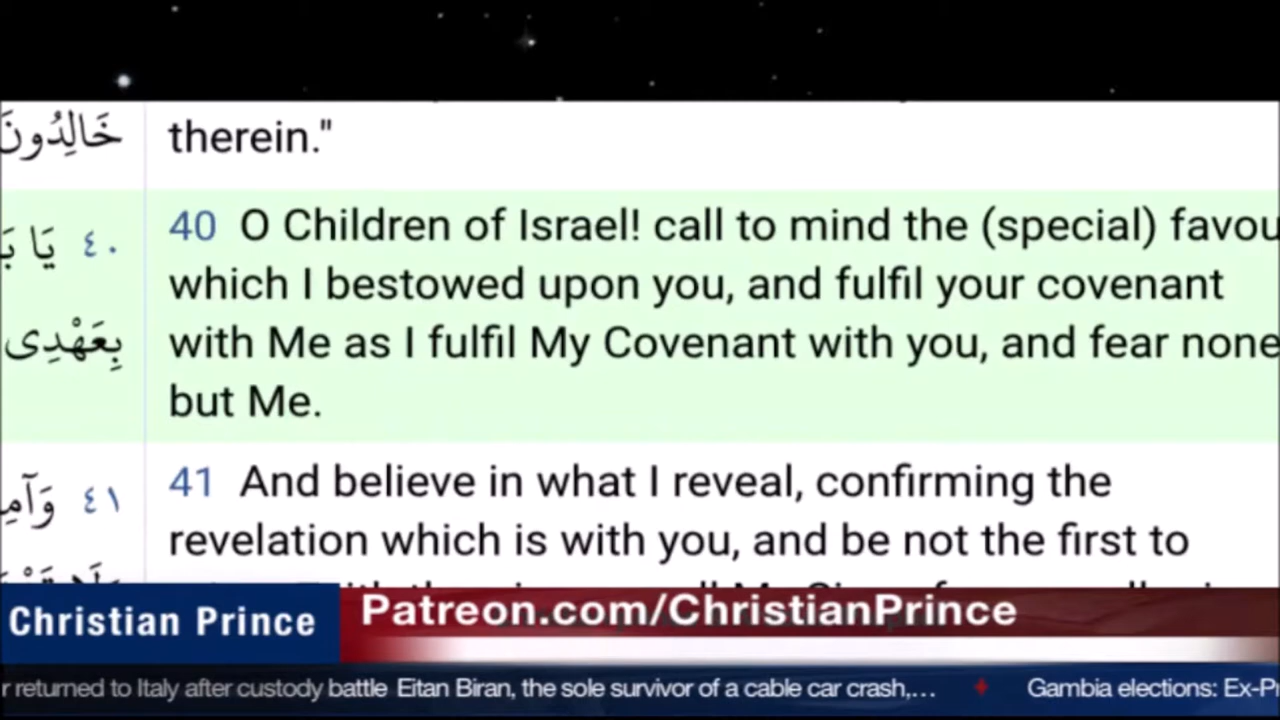 خَالِدُونَ
therein."
٤٠ يَا
40 O Children of Israel! call to mind the (special) favou
which I bestowed upon you, and fulfil your covenant
بِعَهْدِى
with Me as I fulfil My Covenant with you, and fear none
but Me.
٤١
41 And believe in what I reveal, confirming the
revelation which is with you, and be not the first to
Christian Prince
Patreon.com/ChristianPrince
r returned to Italy after custody battle Eitan Biran, the sole survivor of a cable car crash,... Gambia elections: Ex-Pr